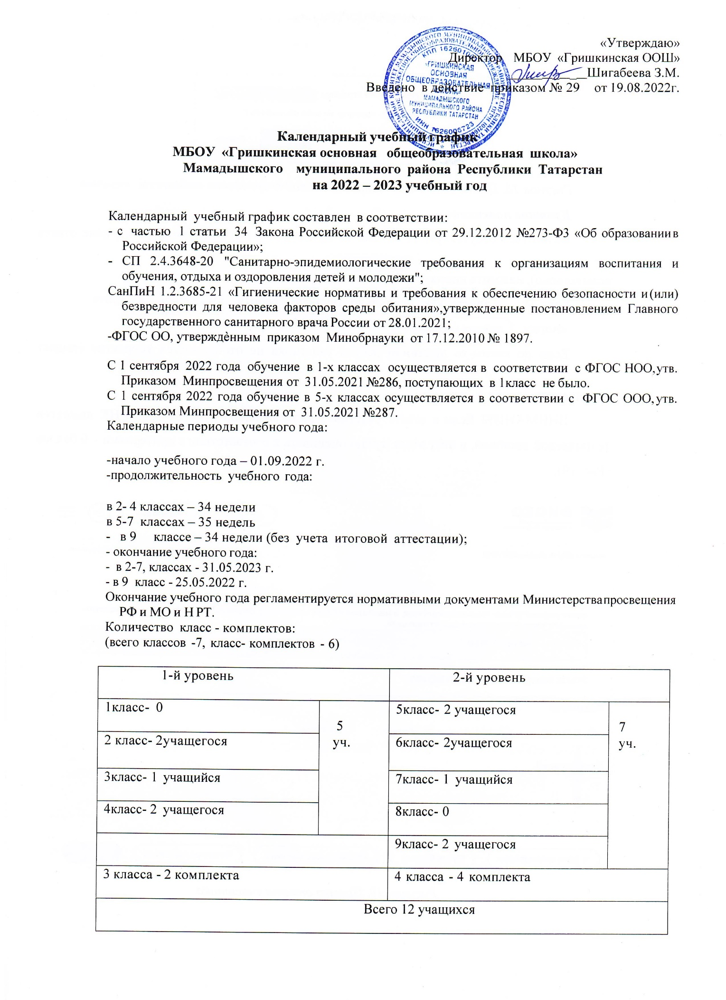 «Утверждаю»
Директор МБОУ «Гришкинская ООШ»
Шигабеева З.М.
Введено в действие приказом № 29 от 19.08.2022г.
КПП 162601001
«ГРИШКИНСКАЯ
ОСНОВНАЯ
ОБЩЕОБРАЗОВАТЕЛЬНАЯ
ШКОЛА»
МАМАДЫШСКОГО
МУНИЦИПАЛЬНОГО РАЙОНА
РЕСПУБЛИКИ ТАТАРСТАН
ИНН 1626006723
Календарный учебный график
МБОУ «Гришкинская основная общеобразовательная школа»
Мамадышского муниципального района Республики Татарстан
на 2022 – 2023 учебный год
Календарный учебный график составлен в соответствии:
- с частью 1 статьи 34 Закона Российской Федерации от 29.12.2012 №273-ФЗ «Об образовании в
Российской Федерации»;
- СП 2.4.3648-20 "Санитарно-эпидемиологические требования к организациям воспитания и
обучения, отдыха и оздоровления детей и молодежи";
СанПиН 1.2.3685-21 «Гигиенические нормативы и требования к обеспечению безопасности и (или)
безвредности для человека факторов среды обитания»,утвержденные постановлением Главного
государственного санитарного врача России от 28.01.2021;
-ФГОС ОО, утверждѐнным приказом Минобрнауки от 17.12.2010 № 1897.
С 1 сентября 2022 года обучение в 1-х классах осуществляется в соответствии с ФГОС НОО,утв.
Приказом Минпросвещения от 31.05.2021 №286, поступающих в 1класс не было.
С 1 сентября 2022 года обучение в 5-х классах осуществляется в соответствии с ФГОС ООО,утв.
Приказом Минпросвещения от 31.05.2021 №287.
Календарные периоды учебного года:
-начало учебного года – 01.09.2022 г.
-продолжительность учебного года:
в 2- 4 классах – 34 недели
в 5-7 классах – 35 недель
- в 9 классе – 34 недели (без учета итоговой аттестации);
- окончание учебного года:
- в 2-7, классах - 31.05.2023 г.
- в 9 класс - 25.05.2022 г.
Окончание учебного года регламентируется нормативными документами Министерства просвещения
РФ и МО и Н РТ.
Количество класс - комплектов:
(всего классов -7, класс- комплектов - 6)
1-й уровень
2-й уровень
1класс- 0
5
уч.
5класс- 2 учащегося
7
уч.
2 класс- 2учащегося
6класс- 2учащегося
3класс- 1 учащийся
7класс- 1 учащийся
4класс- 2 учащегося
8класс- 0
9класс- 2 учащегося
3 класса - 2 комплекта
4 класса - 4 комплекта
Всего 12 учащихся